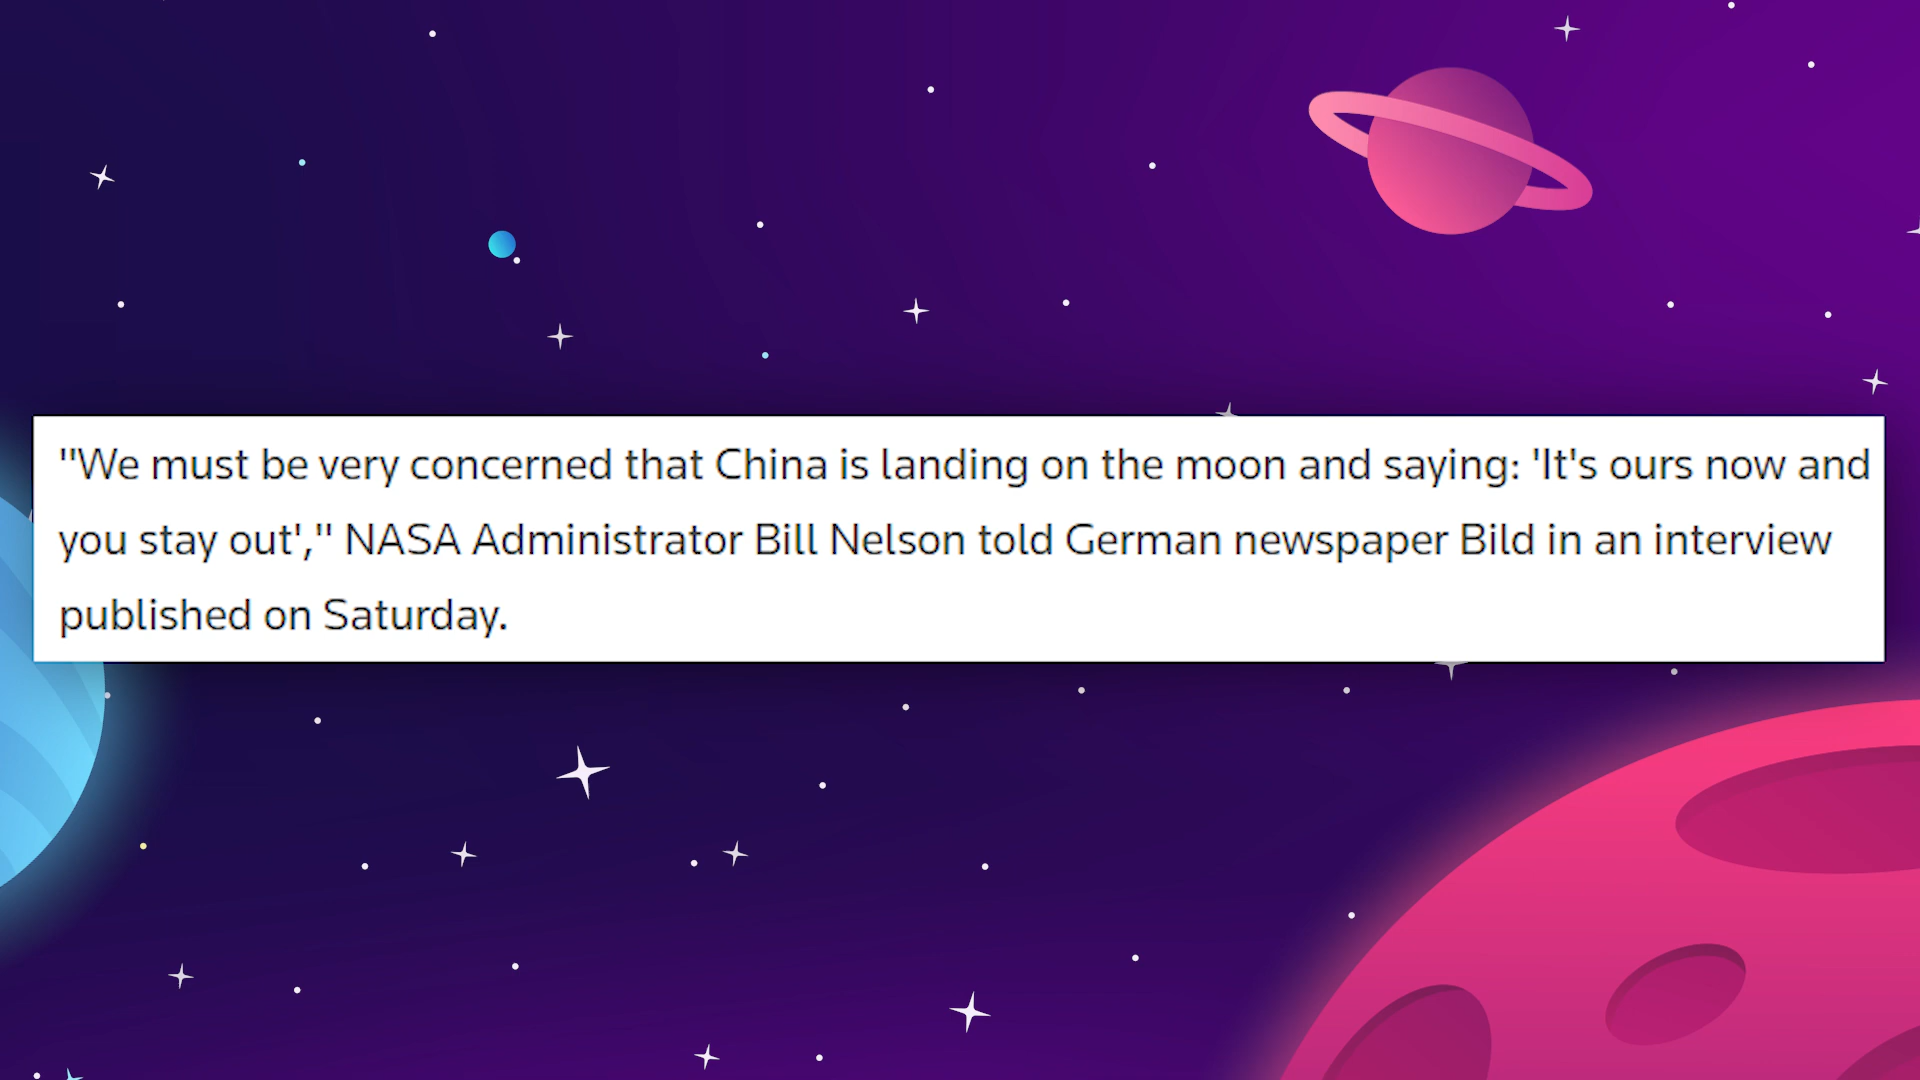 "We must be very concerned that China is landing on the moon and saying: 'It's ours now and
you stay out'," NASA Administrator Bill Nelson told German newspaper Bild in an interview
published on Saturday.